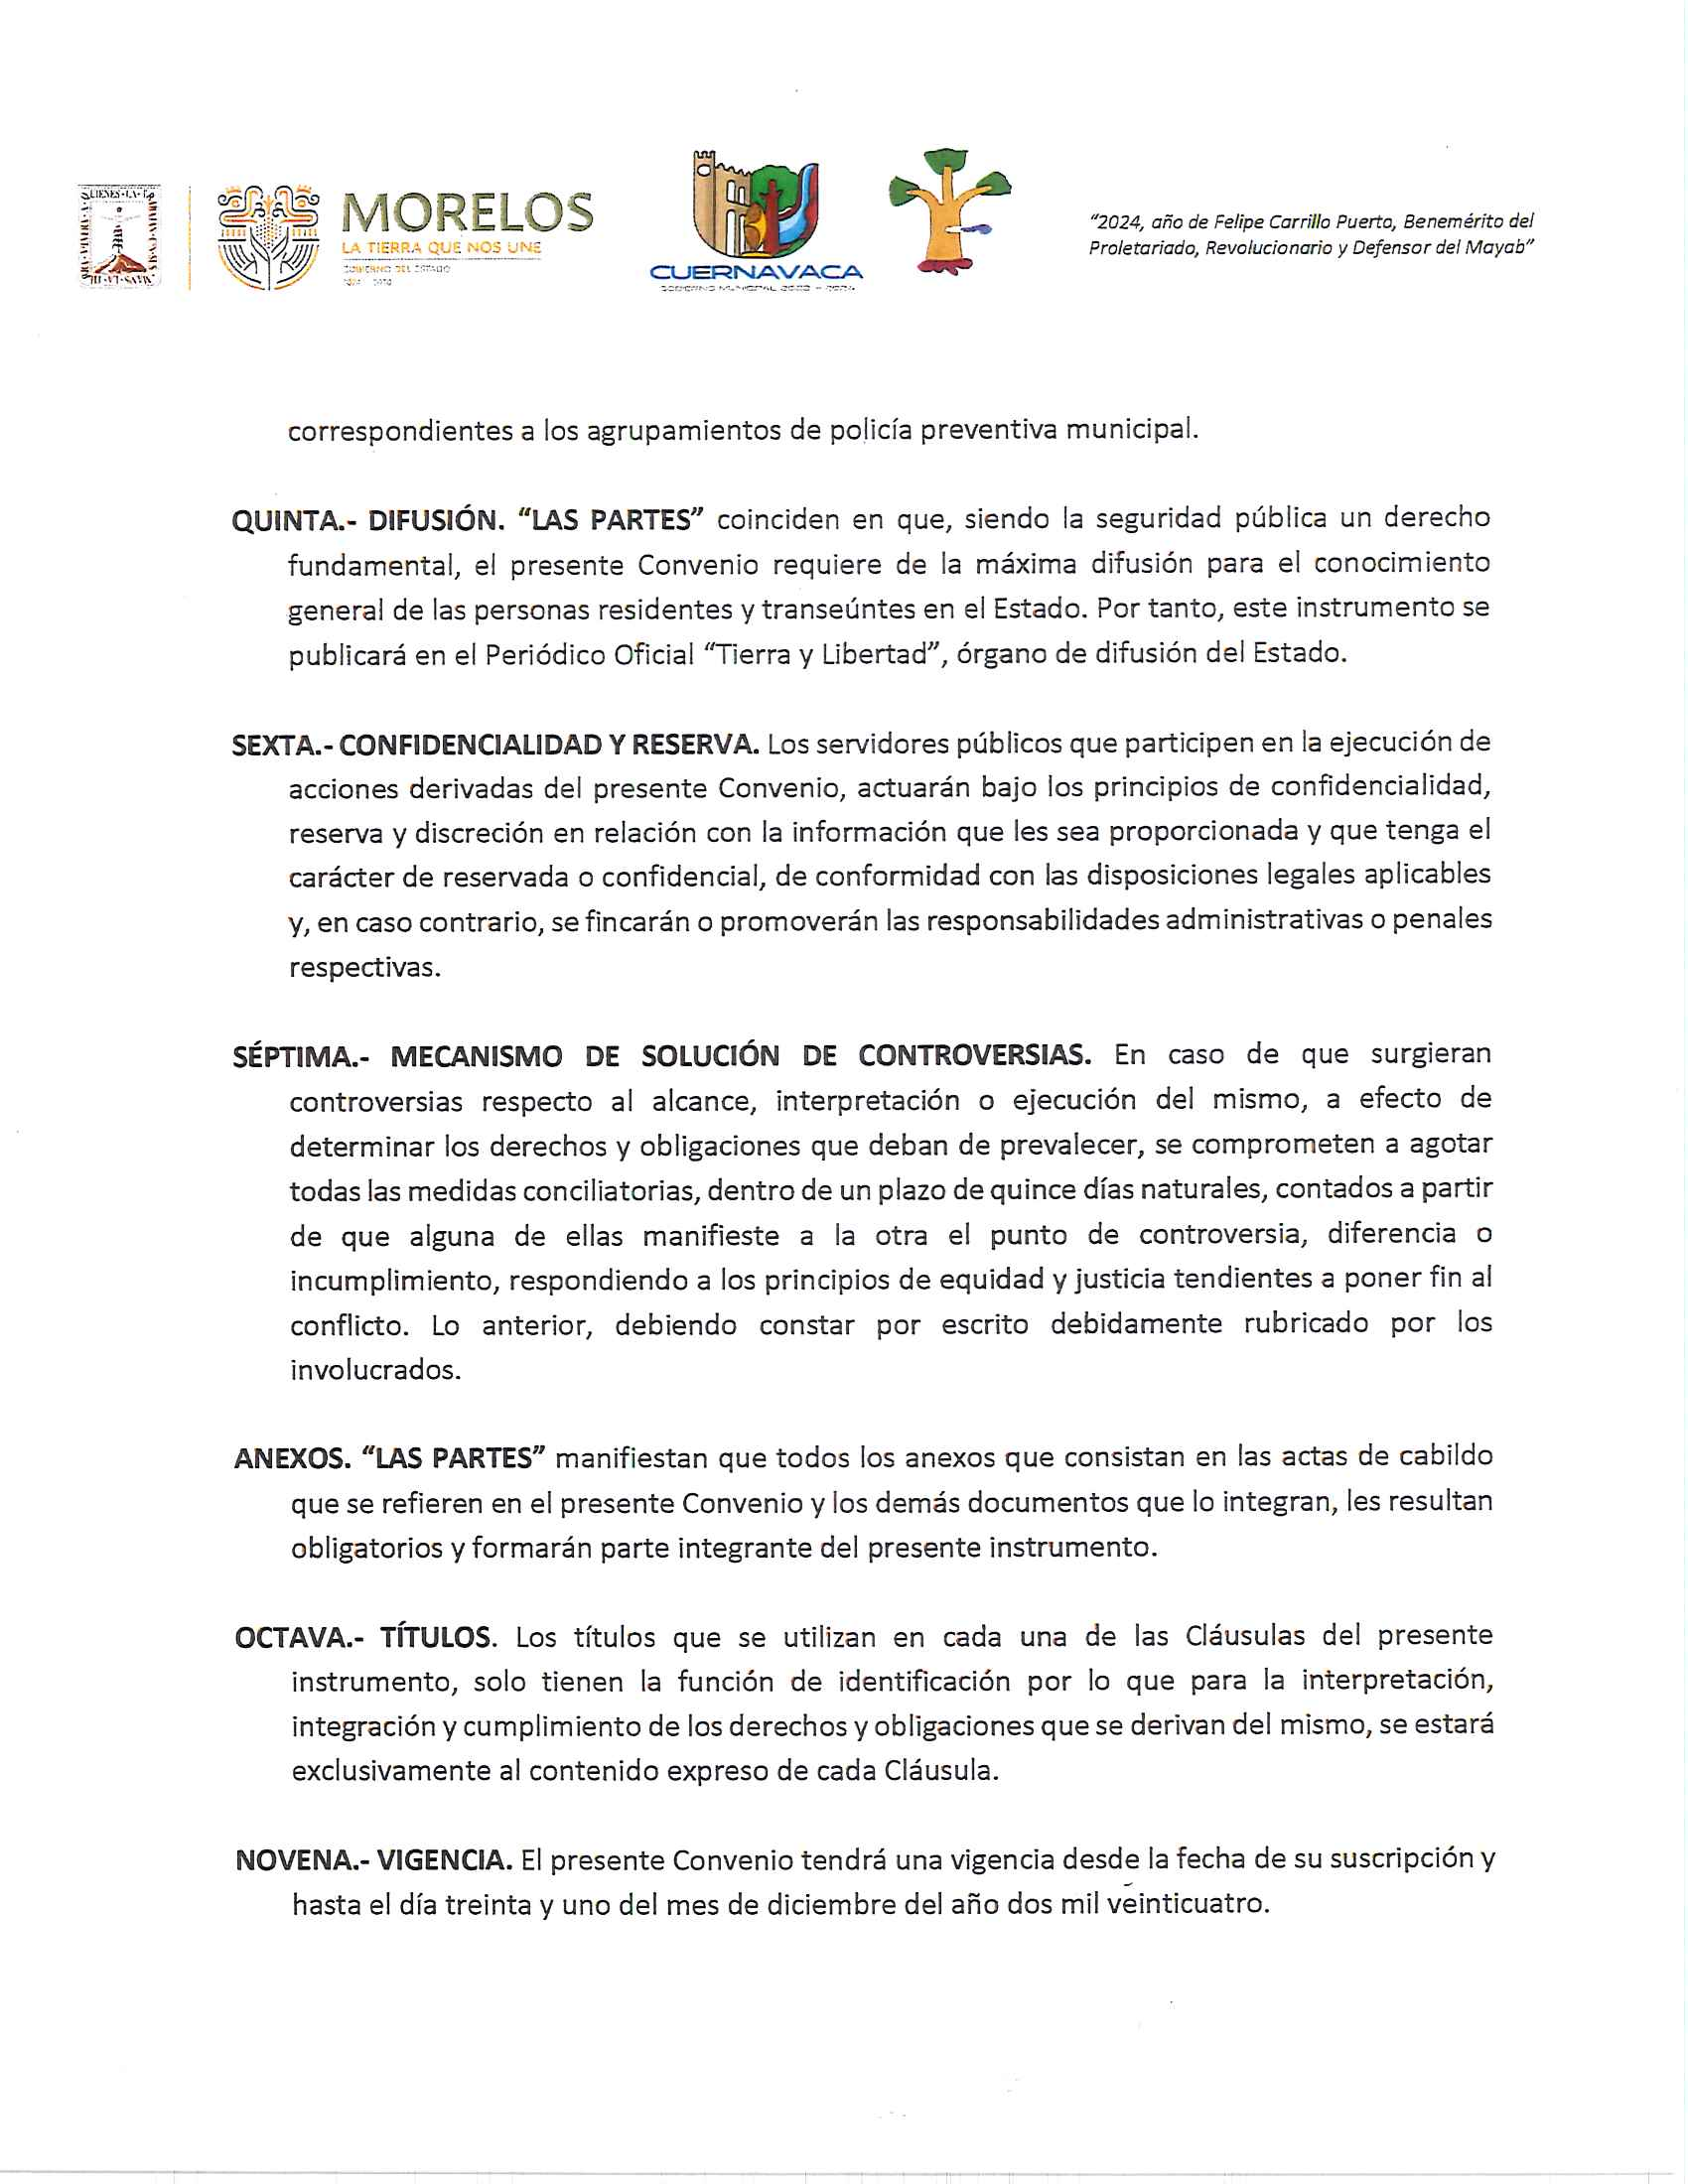 MORELOS
LA TIERRA QUE NOS UNE
GOBIERNO DEL ESTADO
CUERNAVACA
GOBIERNO MUNICIPAL 2022 - 2024
“2024, año de Felipe Carrillo Puerto, Benemérito del
Proletariado, Revolucionario y Defensor del Mayab”
correspondientes a los agrupamientos de policía preventiva municipal.
QUINTA.- DIFUSIÓN. “LAS PARTES” coinciden en que, siendo la seguridad pública un derecho
fundamental, el presente Convenio requiere de la máxima difusión para el conocimiento
general de las personas residentes y transeúntes en el Estado. Por tanto, este instrumento se
publicará en el Periódico Oficial “Tierra y Libertad”, órgano de difusión del Estado.
SEXTA.- CONFIDENCIALIDAD Y RESERVA. Los servidores públicos que participen en la ejecución de
acciones derivadas del presente Convenio, actuarán bajo los principios de confidencialidad,
reserva y discreción en relación con la información que les sea proporcionada y que tenga el
carácter de reservada o confidencial, de conformidad con las disposiciones legales aplicables
y, en caso contrario, se fincarán o promoverán las responsabilidades administrativas o penales
respectivas.
SÉPTIMA.- MECANISMO DE SOLUCIÓN DE CONTROVERSIAS. En caso de que surgieran
controversias respecto al alcance, interpretación o ejecución del mismo, a efecto de
determinar los derechos y obligaciones que deban de prevalecer, se comprometen a agotar
todas las medidas conciliatorias, dentro de un plazo de quince días naturales, contados a partir
de que alguna de ellas manifieste a la otra el punto de controversia, diferencia o
incumplimiento, respondiendo a los principios de equidad y justicia tendientes a poner fin al
conflicto. Lo anterior, debiendo constar por escrito debidamente rubricado por los
involucrados.
ANEXOS. “LAS PARTES” manifiestan que todos los anexos que consistan en las actas de cabildo
que se refieren en el presente Convenio y los demás documentos que lo integran, les resultan
obligatorios y formarán parte integrante del presente instrumento.
OCTAVA.- TÍTULOS. Los títulos que se utilizan en cada una de las Cláusulas del presente
instrumento, solo tienen la función de identificación por lo que para la interpretación,
integración y cumplimiento de los derechos y obligaciones que se derivan del mismo, se estará
exclusivamente al contenido expreso de cada Cláusula.
NOVENA.- VIGENCIA. El presente Convenio tendrá una vigencia desde la fecha de su suscripción y
hasta el día treinta y uno del mes de diciembre del año dos mil veinticuatro.